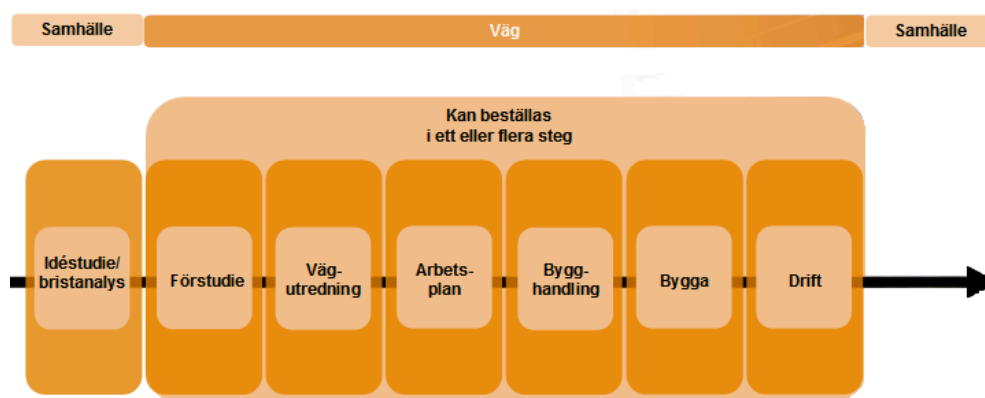 Samhälle
Väg
Samhälle
Kan beställas
i ett eller flera steg
Idéstudie/
bristanalys
Förstudie
Väg-
utredning
Arbets-
plan
Bygg-
handling
Bygga
Drift